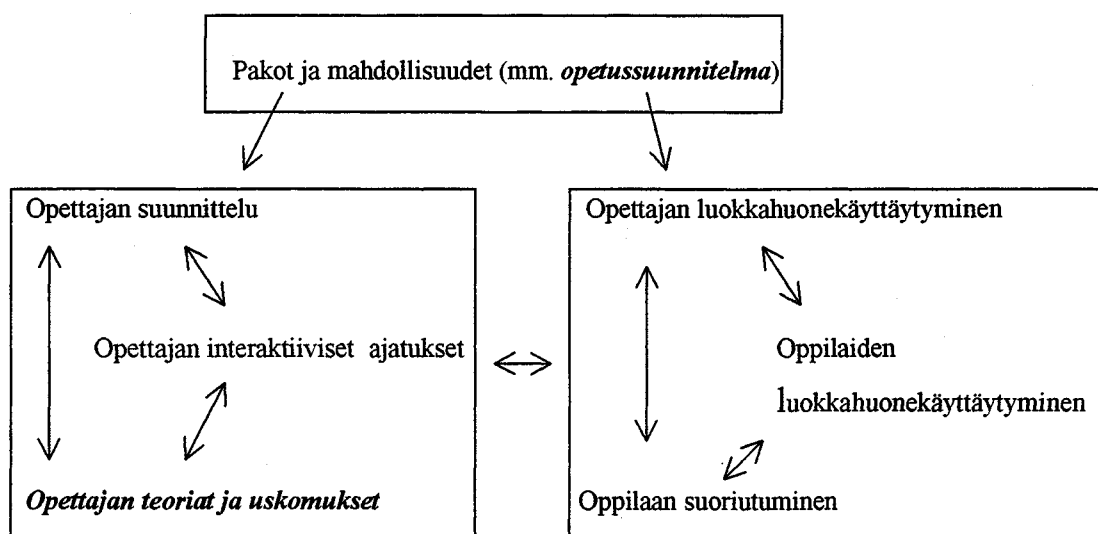 Pakot ja mahdollisuudet (mm. opetussuunnitelma)
Opettajan suunnittelu
Opettajan interaktiiviset ajatukset
Opettajan teoriat ja uskomukset
Opettajan luokkahuonekäyttäytyminen
Oppilaiden
luokkahuonekäyttäytyminen
Oppilaan suoriutuminen